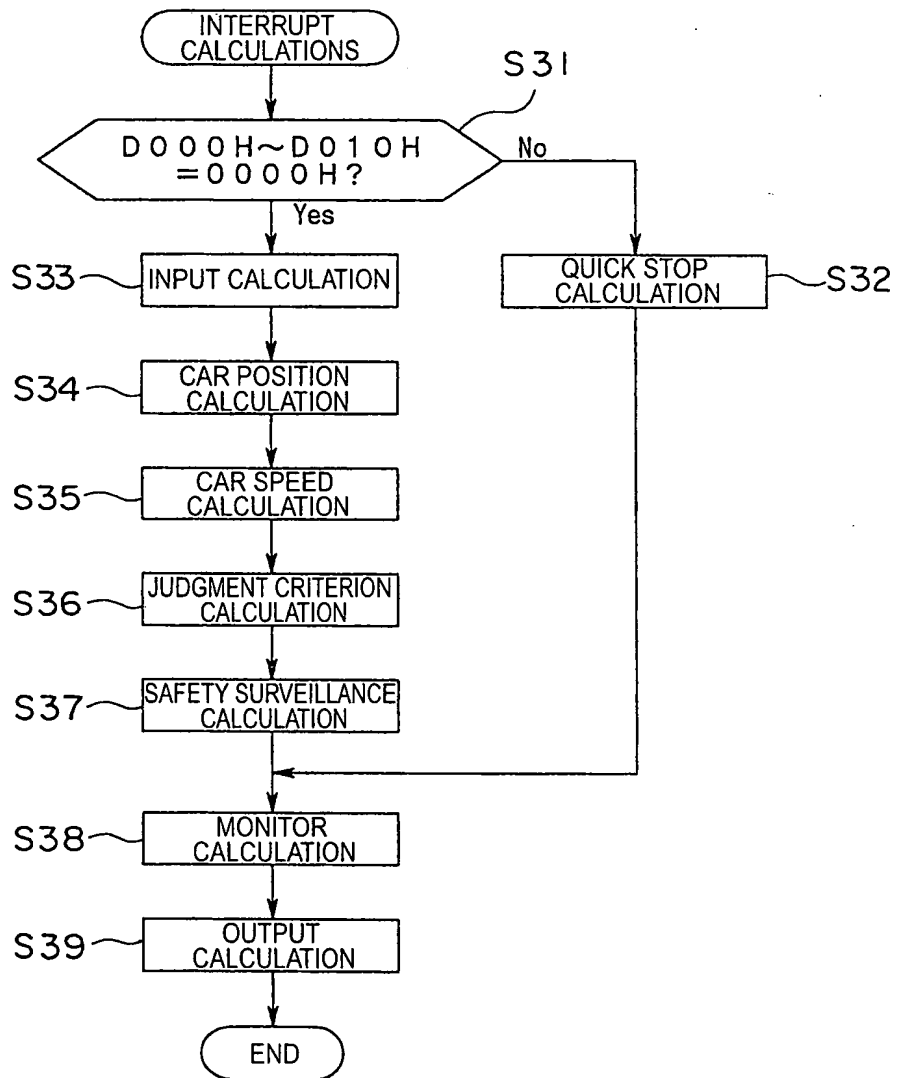 INTERRUPT
CALCULATIONS
S31
D000H~D010H
=0000H?
No
Yes
S33
INPUT CALCULATION
QUICK STOP
CALCULATION
S32
S34
CAR POSITION
CALCULATION
S35
CAR SPEED
CALCULATION
S36
JUDGMENT CRITERION
CALCULATION
S37
SAFETY SURVEILLANCE
CALCULATION
S38
MONITOR
CALCULATION
S39
OUTPUT
CALCULATION
END